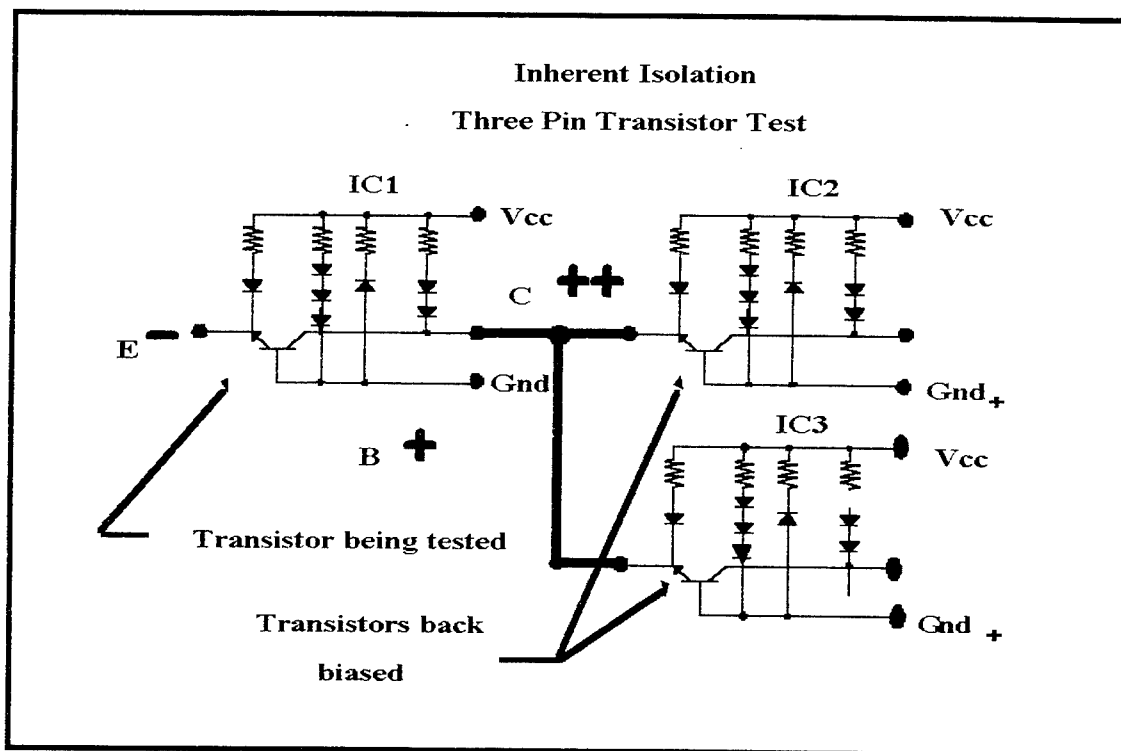 Inherent Isolation
Three Pin Transistor Test
IC1
IC2
Vcc
Vcc
C
++
E
-
Gnd
Gnd +
B
+
IC3
Vcc
Transistor being tested
Transistors back
biased
Gnd +